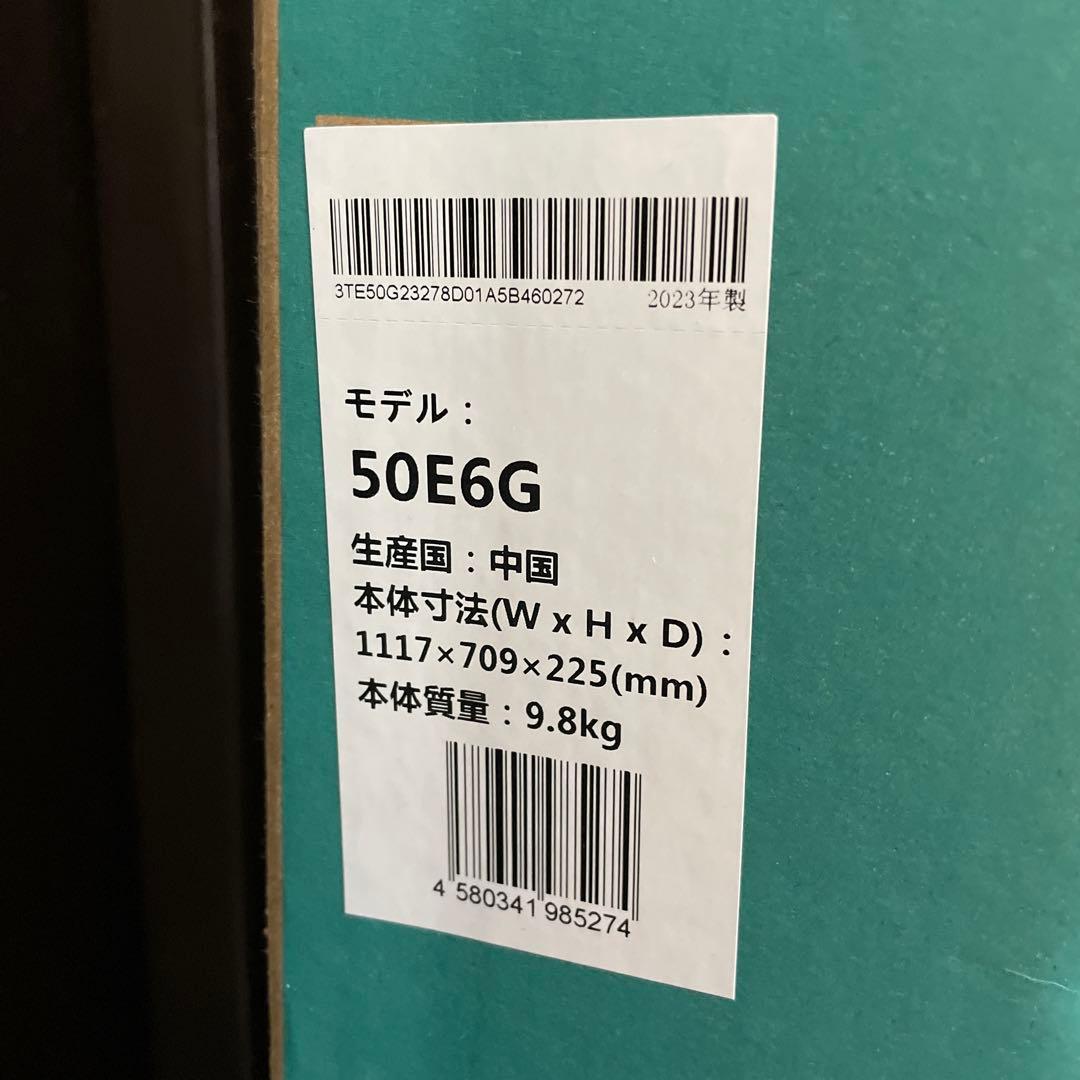 3TE50G23278D01A5B460272 2023年製
モデル：
50E6G
生産国：中国
本体寸法(W x H x D)：
1117×709×225(mm)
本体質量：9.8kg
4 580341 985274